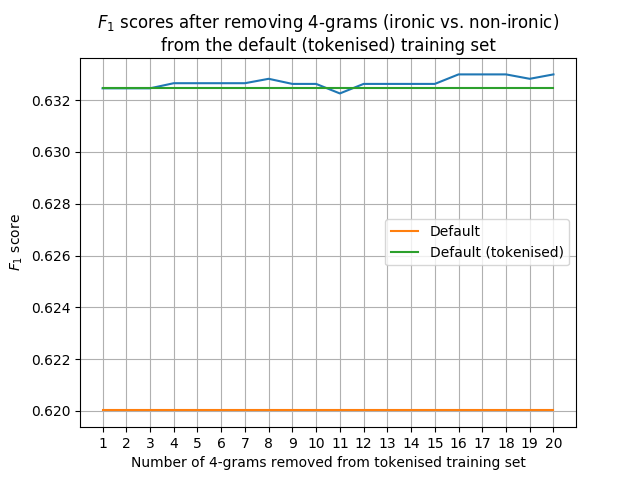 F₁ scores after removing 4-grams (ironic vs. non-ironic)
from the default (tokenised) training set
F₁ score
0.632
0.630
0.628
0.626
0.624
0.622
0.620
Default
Default (tokenised)
1 2 3 4 5 6 7 8 9 10 11 12 13 14 15 16 17 18 19 20
Number of 4-grams removed from tokenised training set